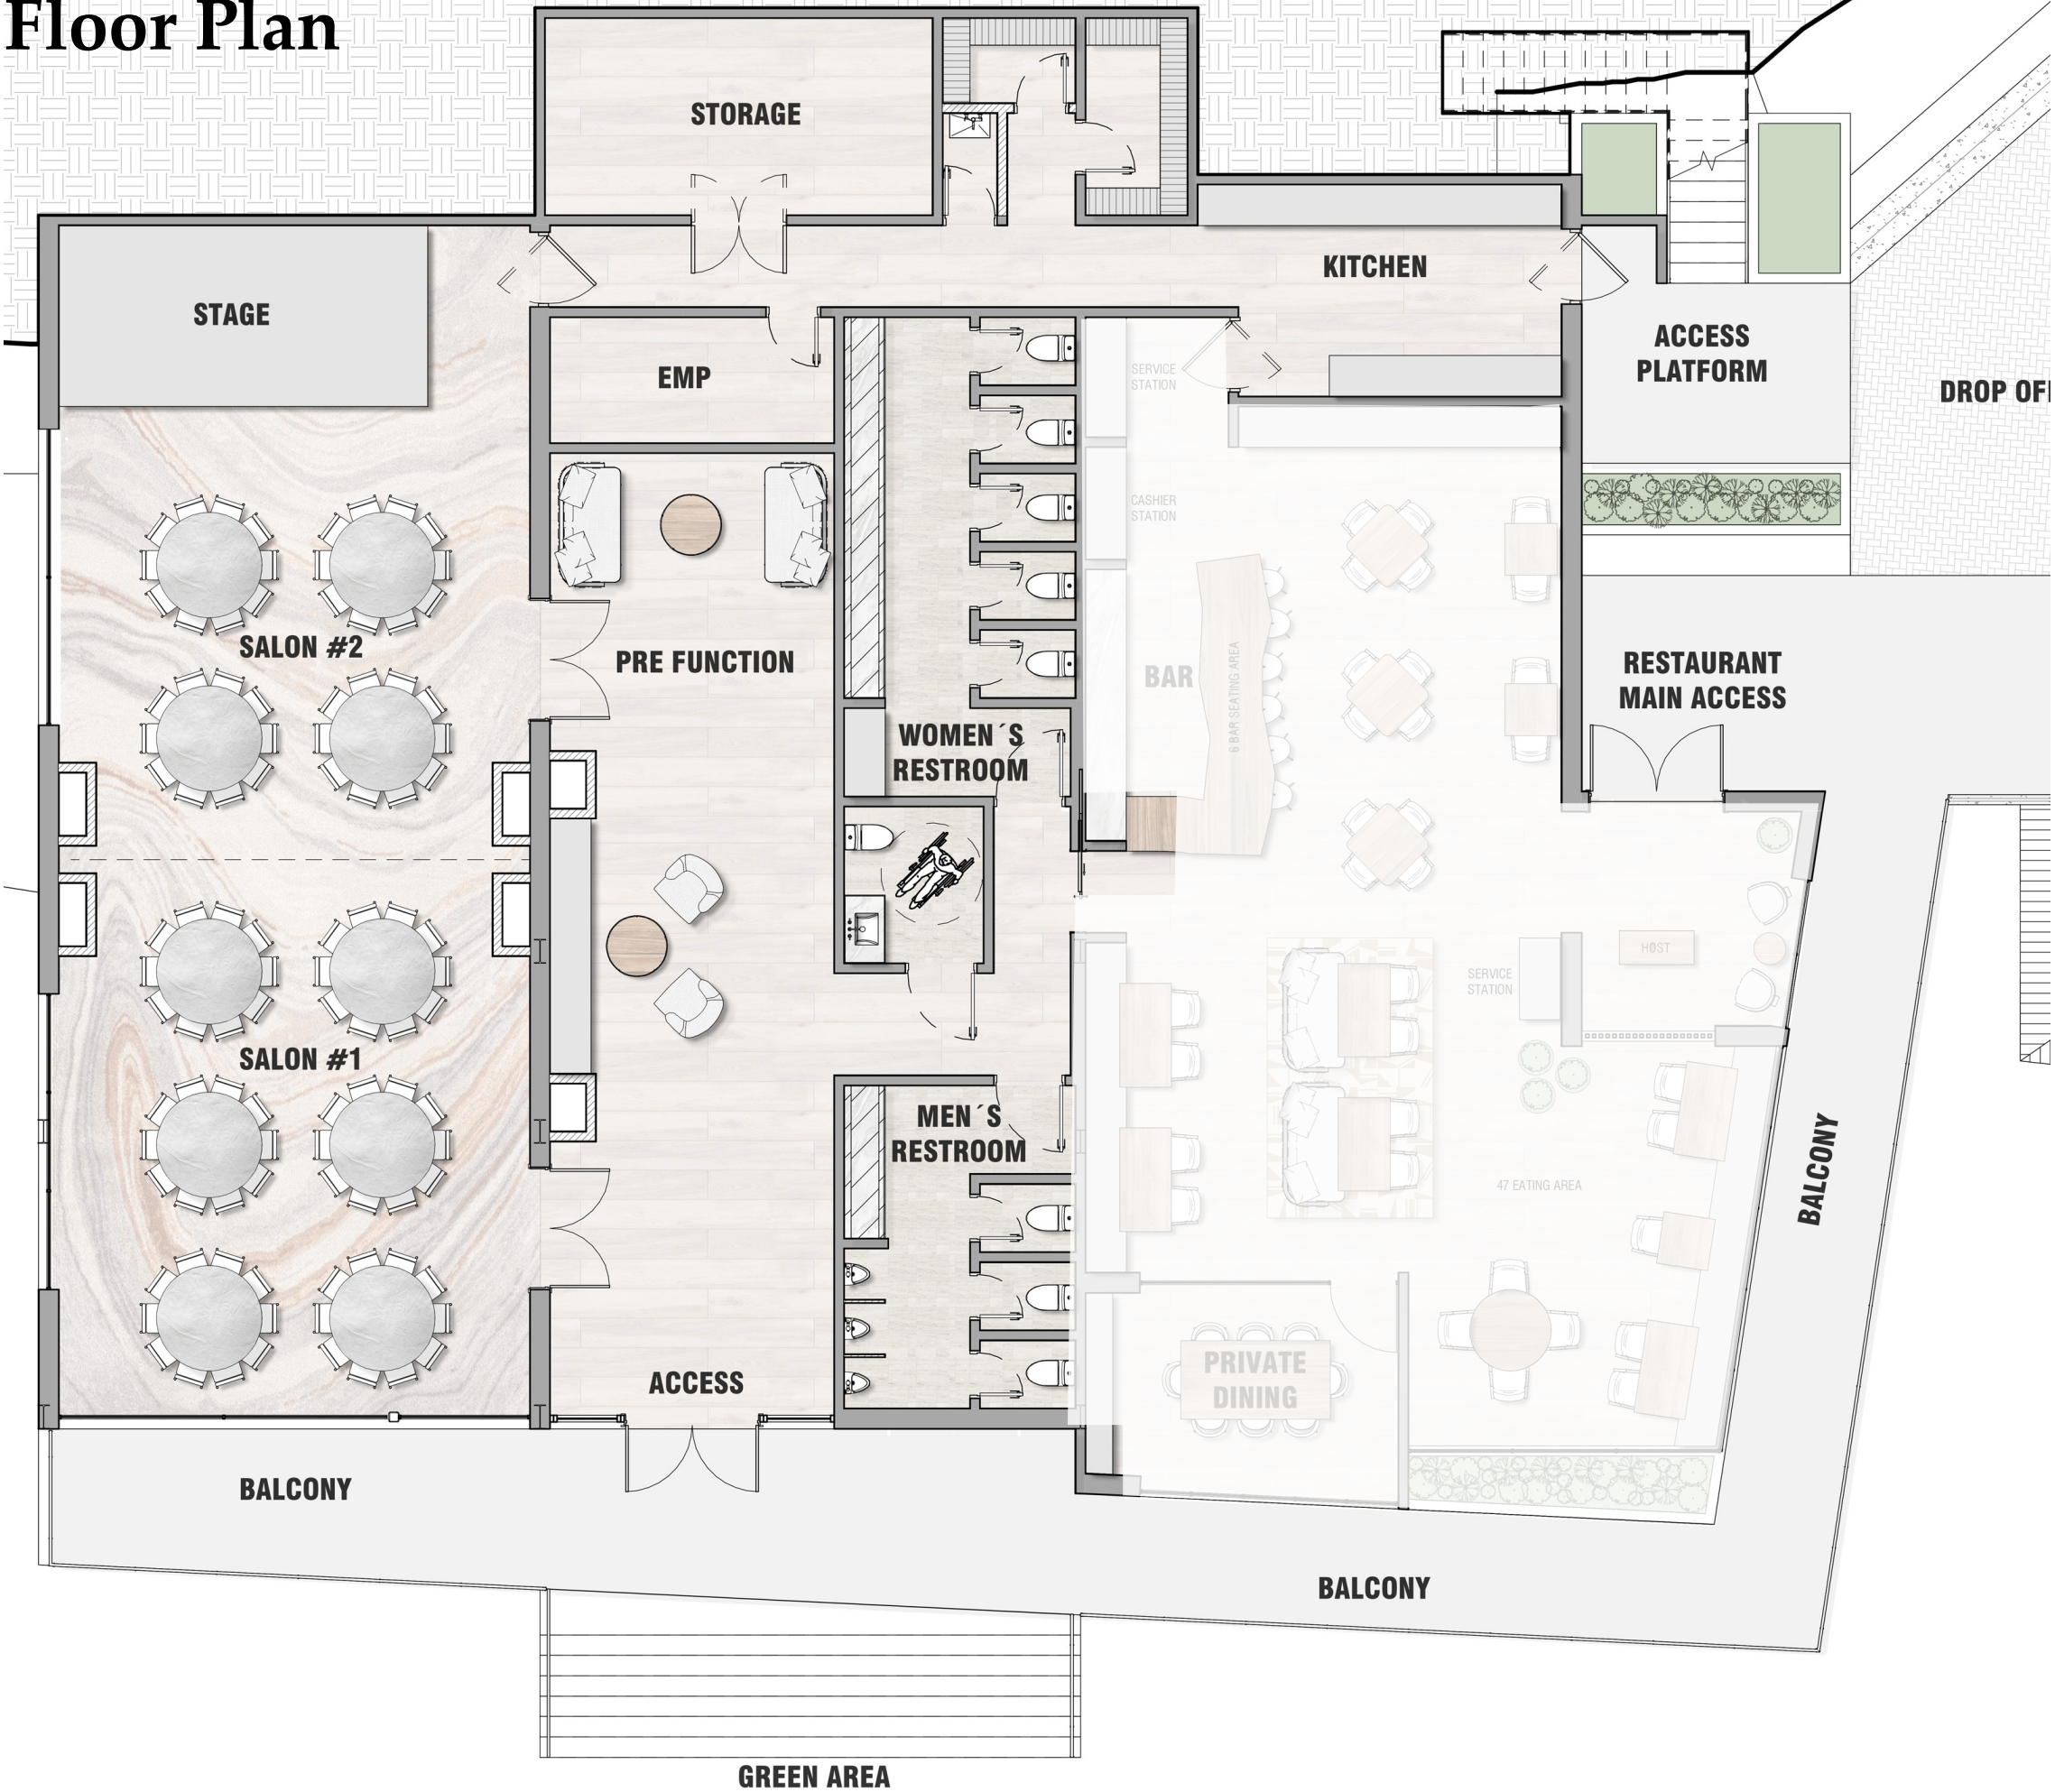 Floor Plan
STORAGE
KITCHEN
STAGE
ACCESS
PLATFORM
EMP
SERVICE
STATION
DROP OF
CASHIER
STATION
SALON #2
PRE FUNCTION
BAR
6 BAR SEATING AREA
RESTAURANT
MAIN ACCESS
WOMEN´S
RESTROOM
HOST
SERVICE
STATION
SALON #1
MEN´S
RESTROOM
BALCONY
47 EATING AREA
PRIVATE
DINING
ACCESS
BALCONY
BALCONY
GREEN AREA